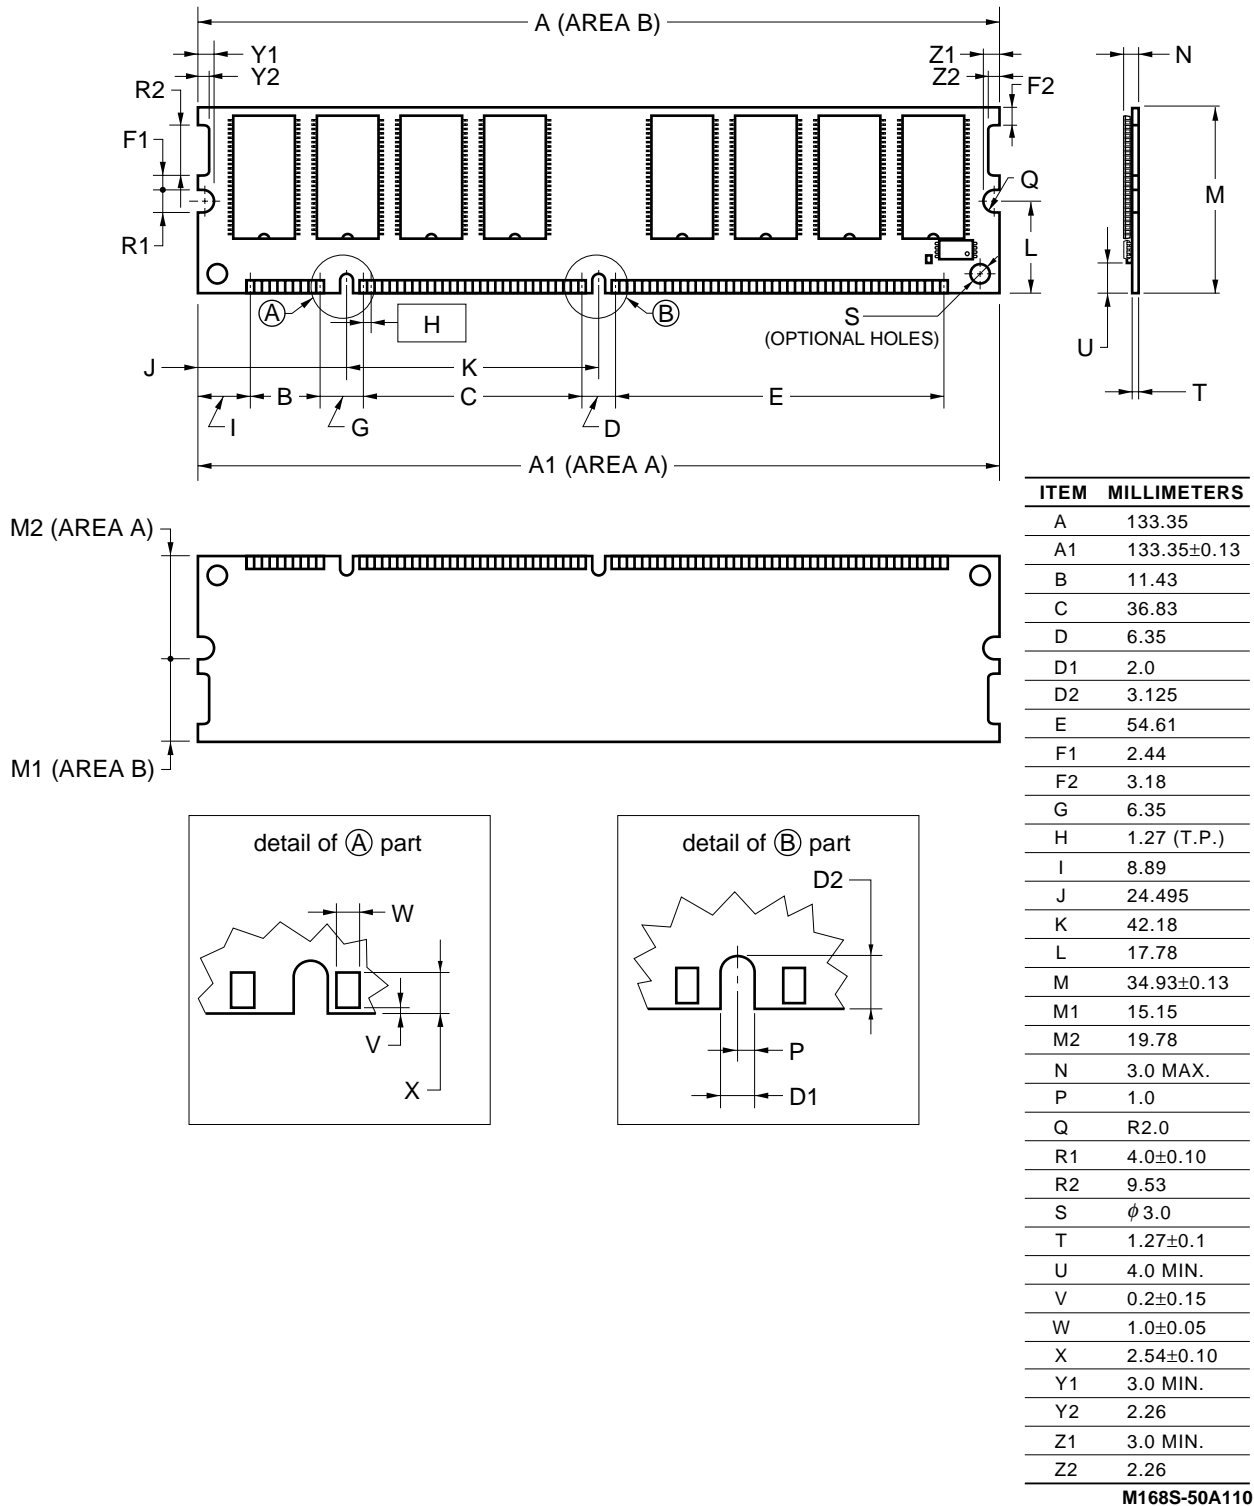 A (AREA B)
Y1
Z1
N
Y2
Z2
R2
F2
F1
Q
M
R1
L
A
H
B
S
(OPTIONAL HOLES)
U
J
K
T
B
C
E
I
G
D
A1 (AREA A)
M2 (AREA A)
M1 (AREA B)
detail of A part
W
V
X
detail of B part
D2
P
D1
ITEM MILLIMETERS
A 133.35
A1 133.35±0.13
B 11.43
C 36.83
D 6.35
D1 2.0
D2 3.125
E 54.61
F1 2.44
F2 3.18
G 6.35
H 1.27 (T.P.)
I 8.89
J 24.495
K 42.18
L 17.78
M 34.93±0.13
M1 15.15
M2 19.78
N 3.0 MAX.
P 1.0
Q R2.0
R1 4.0±0.10
R2 9.53
S ϕ 3.0
T 1.27±0.1
U 4.0 MIN.
V 0.2±0.15
W 1.0±0.05
X 2.54±0.10
Y1 3.0 MIN.
Y2 2.26
Z1 3.0 MIN.
Z2 2.26
M168S-50A110